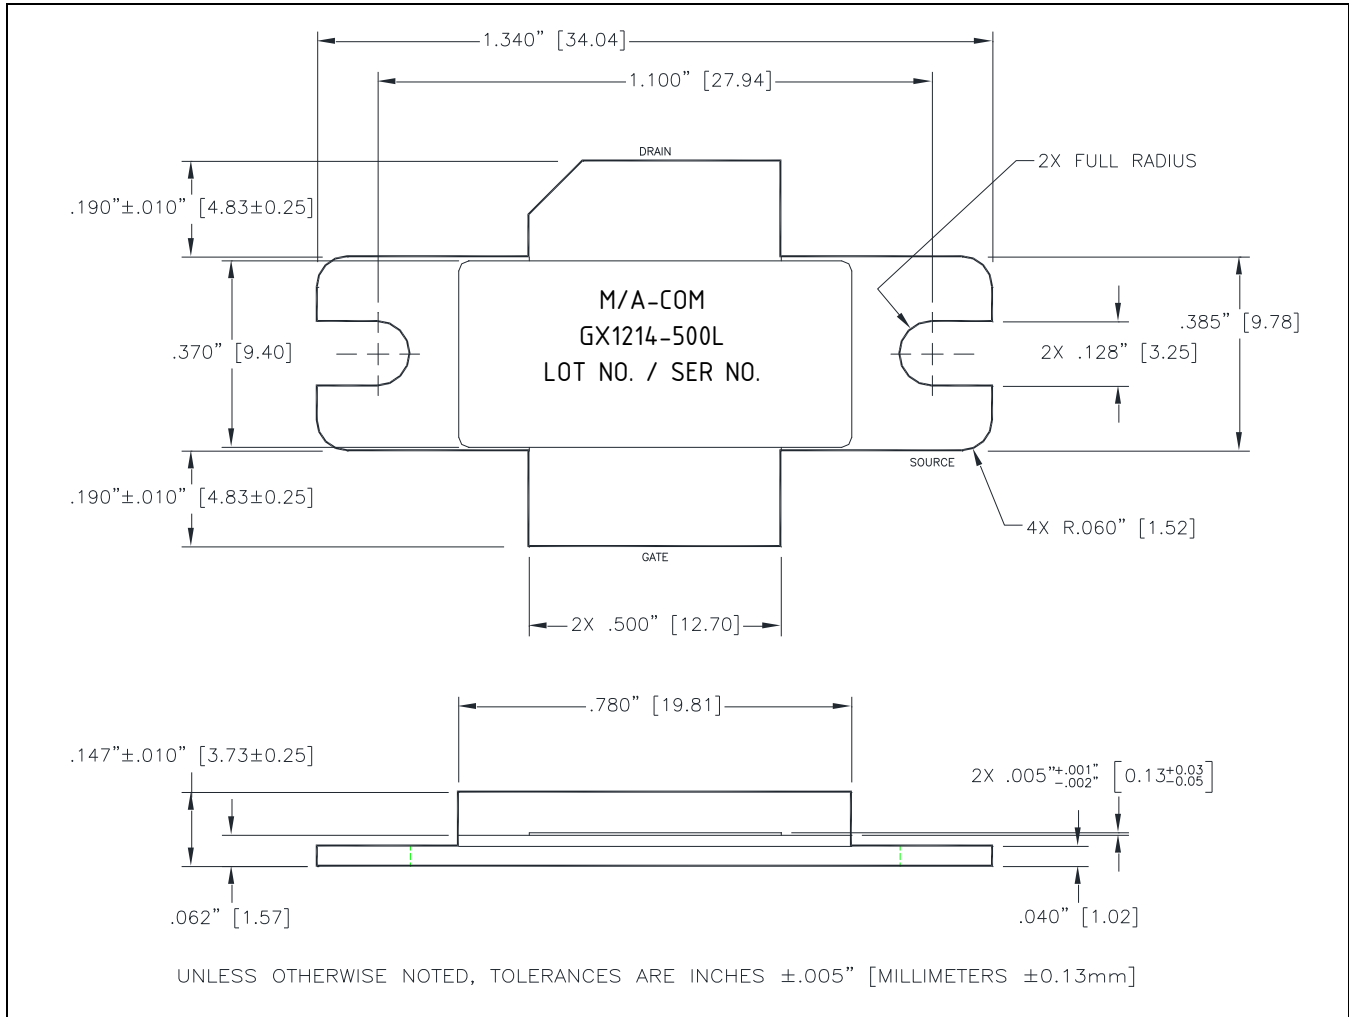 1.340” [34.04]
1.100” [27.94]
DRAIN
2X FULL RADIUS
.190”±.010” [4.83±0.25]
M/A-COM
GX1214-500L
LOT NO. / SER NO.
.385” [9.78]
.370” [9.40]
2X .128” [3.25]
SOURCE
.190”±.010” [4.83±0.25]
4X R.060” [1.52]
GATE
2X .500” [12.70]
.780” [19.81]
.147”±.010” [3.73±0.25]
2X .005”+.001” -.002” [0.13+0.03 -0.05]
.062” [1.57]
.040” [1.02]
UNLESS OTHERWISE NOTED, TOLERANCES ARE INCHES ±.005” [MILLIMETERS ±0.13mm]